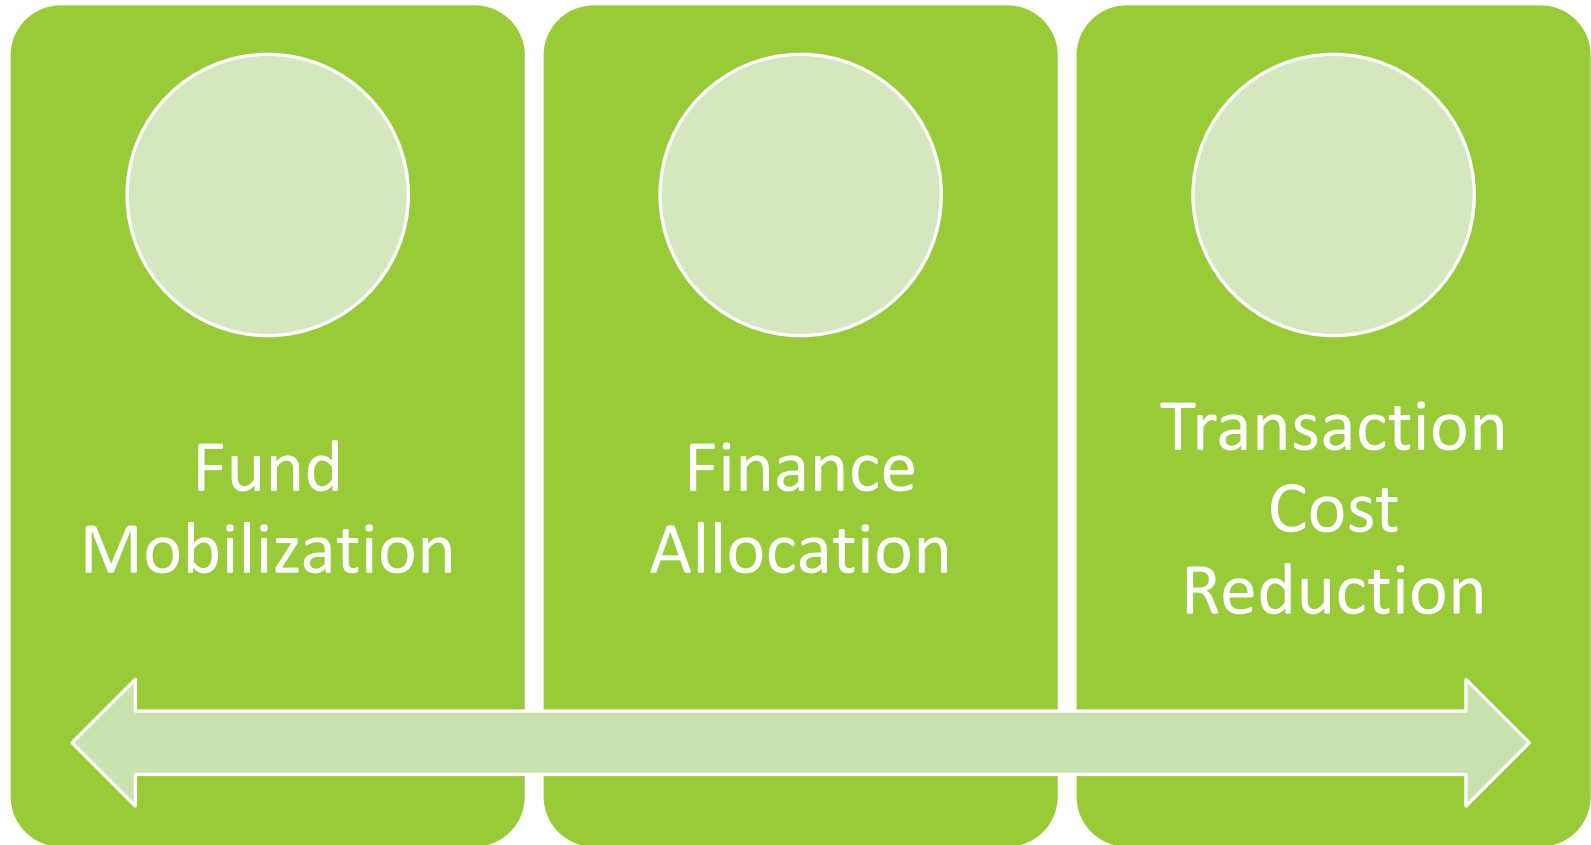 Fund
Mobilization
Finance
Allocation
Transaction
Cost
Reduction